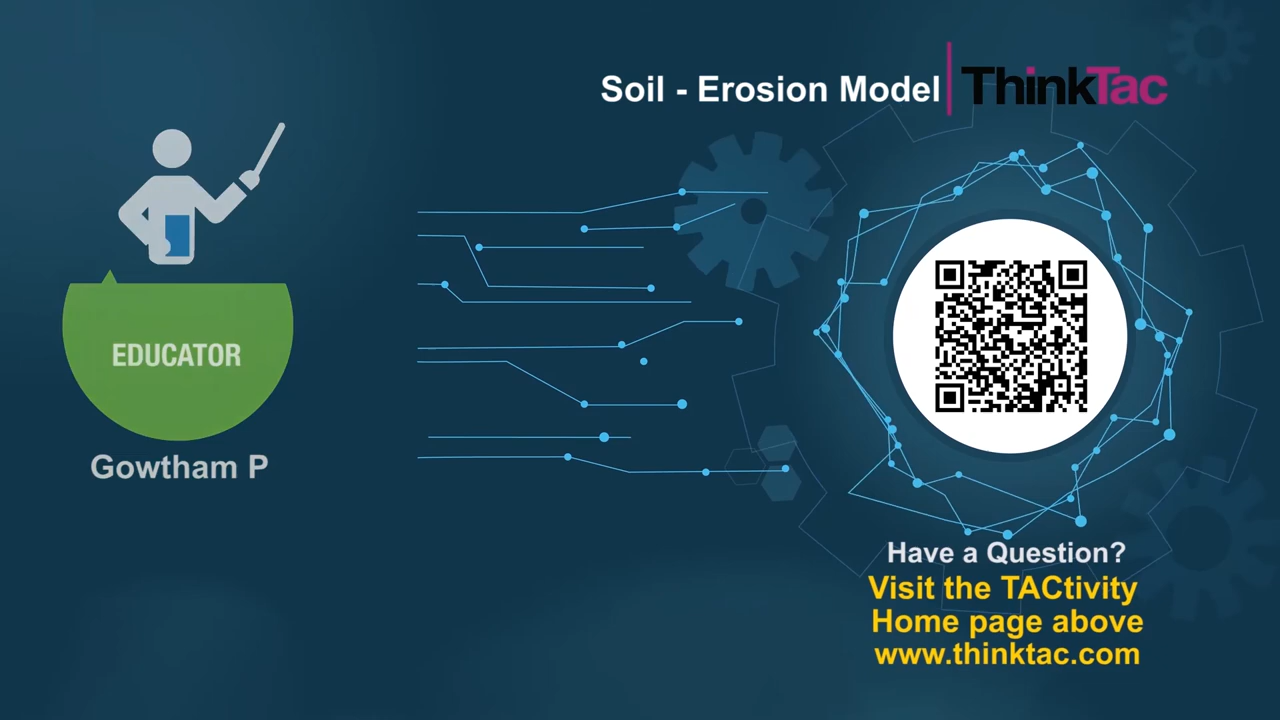 Soil - Erosion Model ThinkTac
EDUCATOR
Gowtham P
Have a Question?
Visit the TACtivity
Home page above
www.thinktac.com